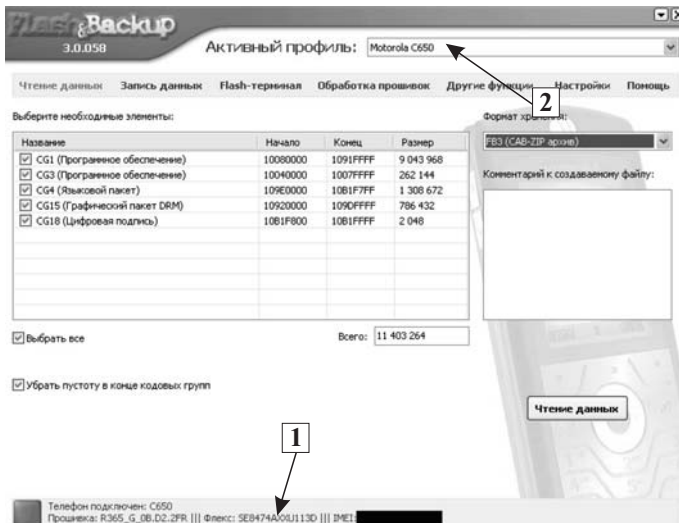 Flash&Backup
3.0.058
Активный профиль: Motorola C650
Чтение данных Запись данных Flash-терминал Обработка прошивок Другие функции Настройки Помощь
2
Выберите необходимые элементы: Формат хранения:
Название Начало Конец Размер FB3 (CAB-ZIP архив)
CG1 (Программное обеспечение) 10080000 1091FFFF 9 043 968
CG3 (Программное обеспечение) 10040000 1007FFFF 262 144 Комментарий к создаваемому файлу:
CG4 (Языковой пакет) 109E0000 10B1F7FF 1 308 672
CG15 (Графический пакет DRM) 10920000 109DFFFF 786 432
CG18 (Цифровая подпись) 10B1F800 10B1FFFF 2 048
Выбрать все Всего: 11 403 264
Убрать пустоту в конце кодовых групп
Чтение данных
1
Телефон подключен: C650
Прошивка: R365_G_0B.D2.2FR ||| Флекс: ||| IMEI: